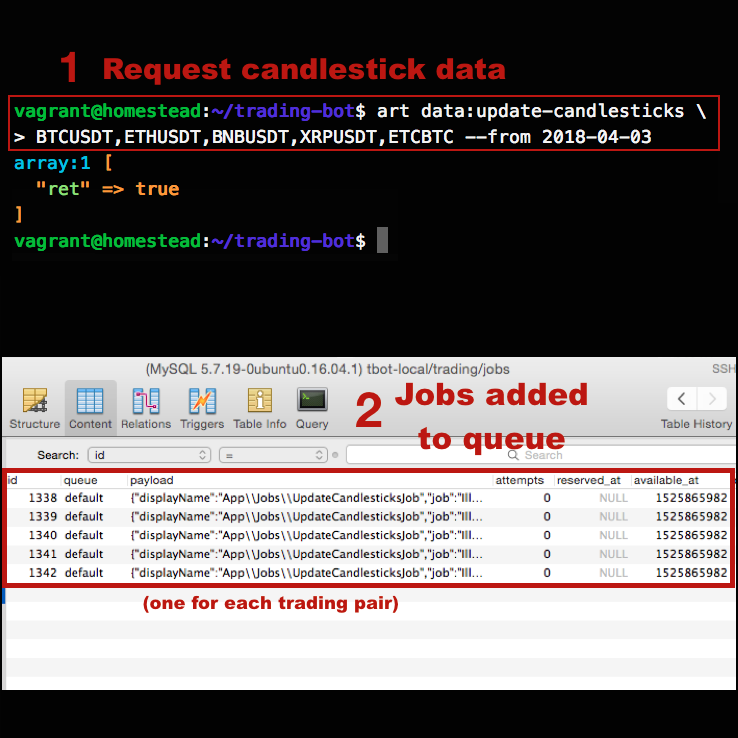 1 Request candlestick data
vagrant@homestead:~/trading-bot$ art data:update-candlesticks \
> BTCUSDT,ETHUSDT,BNBUSDT,XRPUSDT,ETCBTC --from 2018-04-03
array:1 [
"ret" => true
]
vagrant@homestead:~/trading-bot$
(MySQL 5.7.19-0ubuntu0.16.04.1) tbot-local/trading/jobs SSH
Structure Content Relations Triggers Table Info Query Table History
2 Jobs added
to queue
Search: id = Search
id queue payload attempts reserved_at available_at
1338 default {"displayName":"App\\Jobs\\UpdateCandlesticksJob","job":"Ill... 0 NULL 1525865982
1339 default {"displayName":"App\\Jobs\\UpdateCandlesticksJob","job":"Ill... 0 NULL 1525865982
1340 default {"displayName":"App\\Jobs\\UpdateCandlesticksJob","job":"Ill... 0 NULL 1525865982
1341 default {"displayName":"App\\Jobs\\UpdateCandlesticksJob","job":"Ill... 0 NULL 1525865982
1342 default {"displayName":"App\\Jobs\\UpdateCandlesticksJob","job":"Ill... 0 NULL 1525865982
(one for each trading pair)